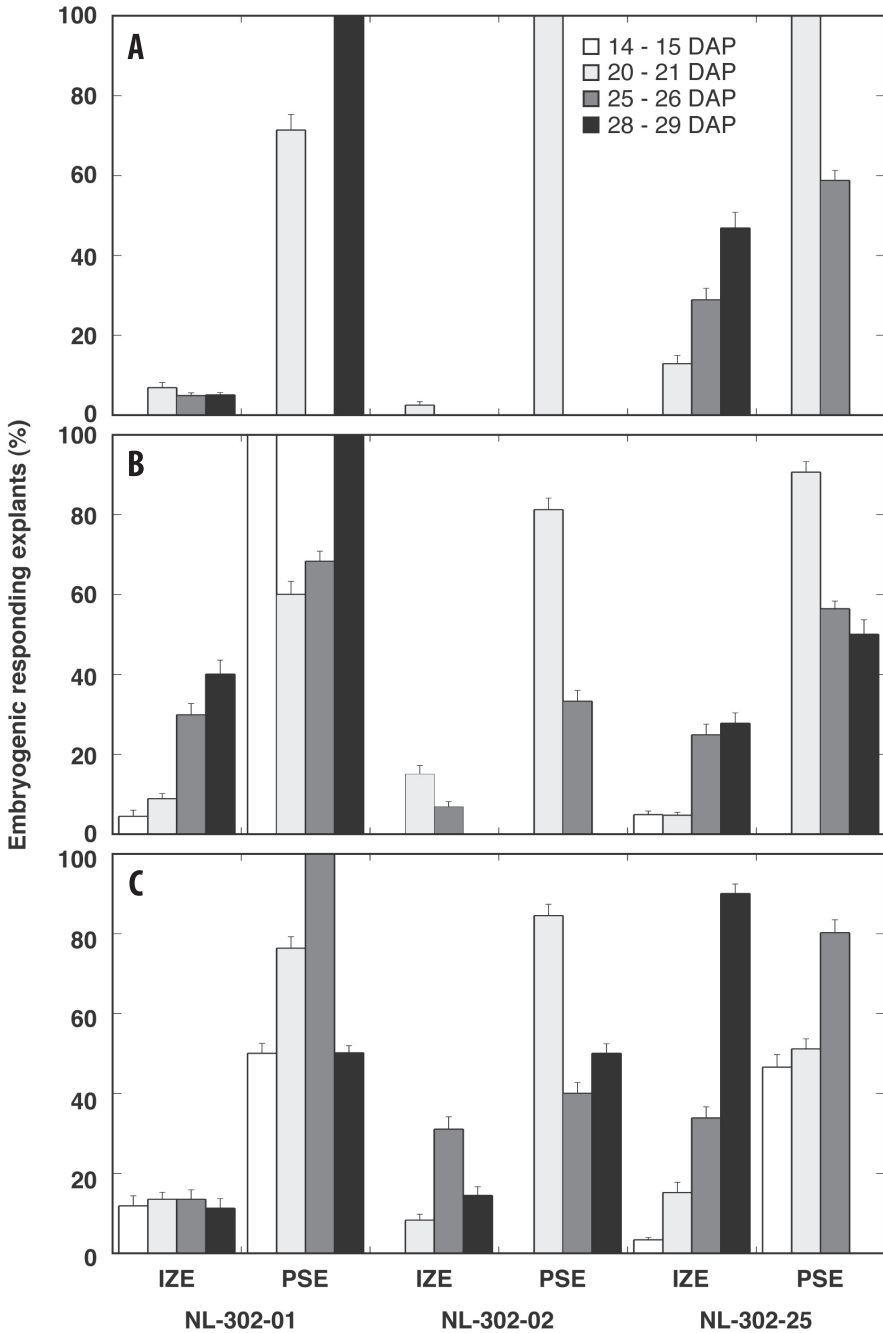 Embryogenic responding explants (%)
A
100
80
60
40
20
0
14 - 15 DAP
20 - 21 DAP
25 - 26 DAP
28 - 29 DAP
B
100
80
60
40
20
0
C
100
80
60
40
20
0
IZE PSE IZE PSE IZE PSE
NL-302-01 NL-302-02 NL-302-25